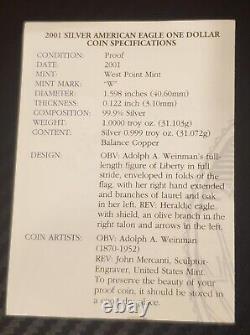 2001 SILVER AMERICAN EAGLE ONE DOLLAR
COIN SPECIFICATIONS
CONDITION: Proof
DATE: 2001
MINT: West Point Mint
MINT MARK: "W"
DIAMETER: 1.598 inches (40.60mm)
THICKNESS: 0.122 inch (3.10mm)
COMPOSITION: 99.9% Silver
WEIGHT: 1.0000 troy oz. (31.103g)
CONTENT: Silver 0.999 troy oz. (31.072g)
Balance Copper
DESIGN: OBV: Adolph A. Weinman's full-
length figure of Liberty in full
stride, enveloped in folds of the
flag, with her right hand extended
and branches of laurel and oak
in her left. REV: Heraldic eagle,
with shield, an olive branch in the
right talon and arrows in the left.
COIN ARTISTS: OBV: Adolph A. Weinman
(1870-1952)
REV: John Mercanti, Sculptor-
Engraver, United States Mint.
To preserve the beauty of your
proof coin, it should be stored in
a